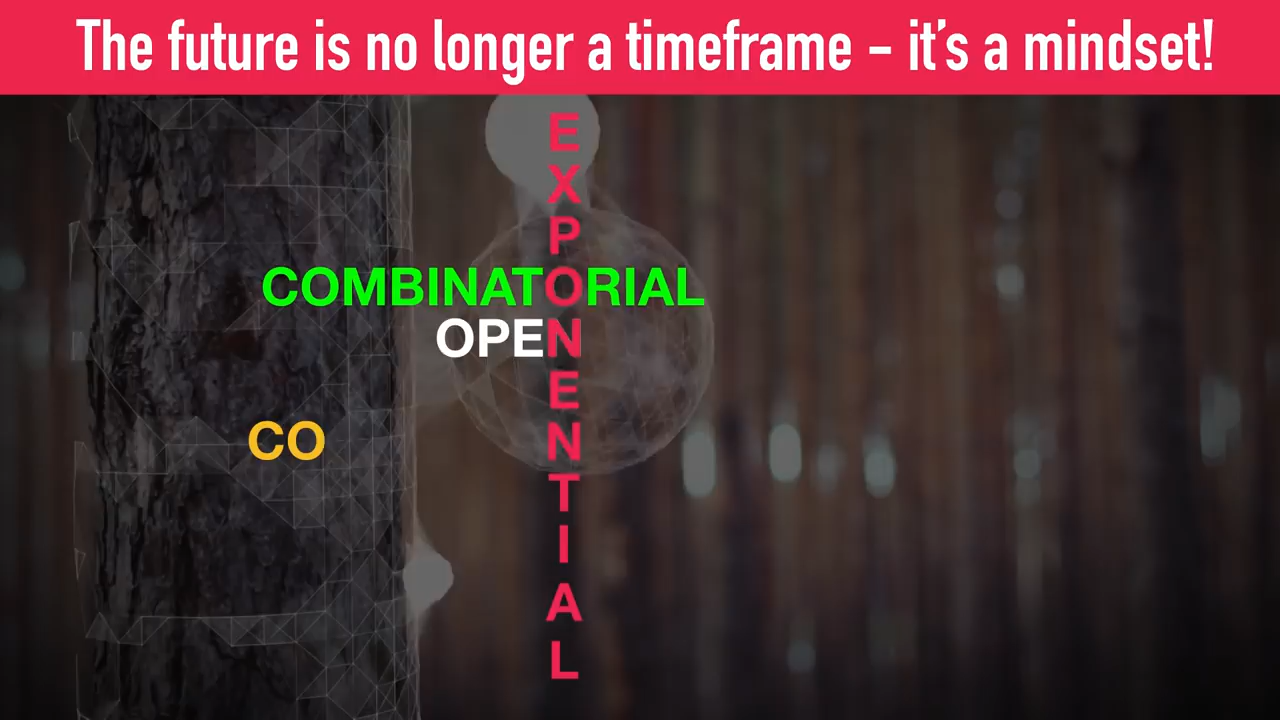 The future is no longer a timeframe – it’s a mindset!
EXPONENTIAL
COMBINATORIAL
OPEN
CO